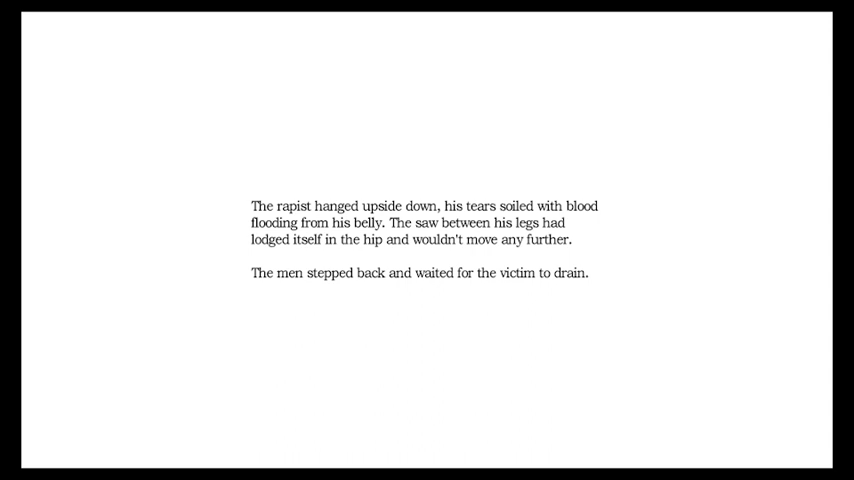 The rapist hanged upside down, his tears soiled with blood
flooding from his belly. The saw between his legs had
lodged itself in the hip and wouldn't move any further.
The men stepped back and waited for the victim to drain.